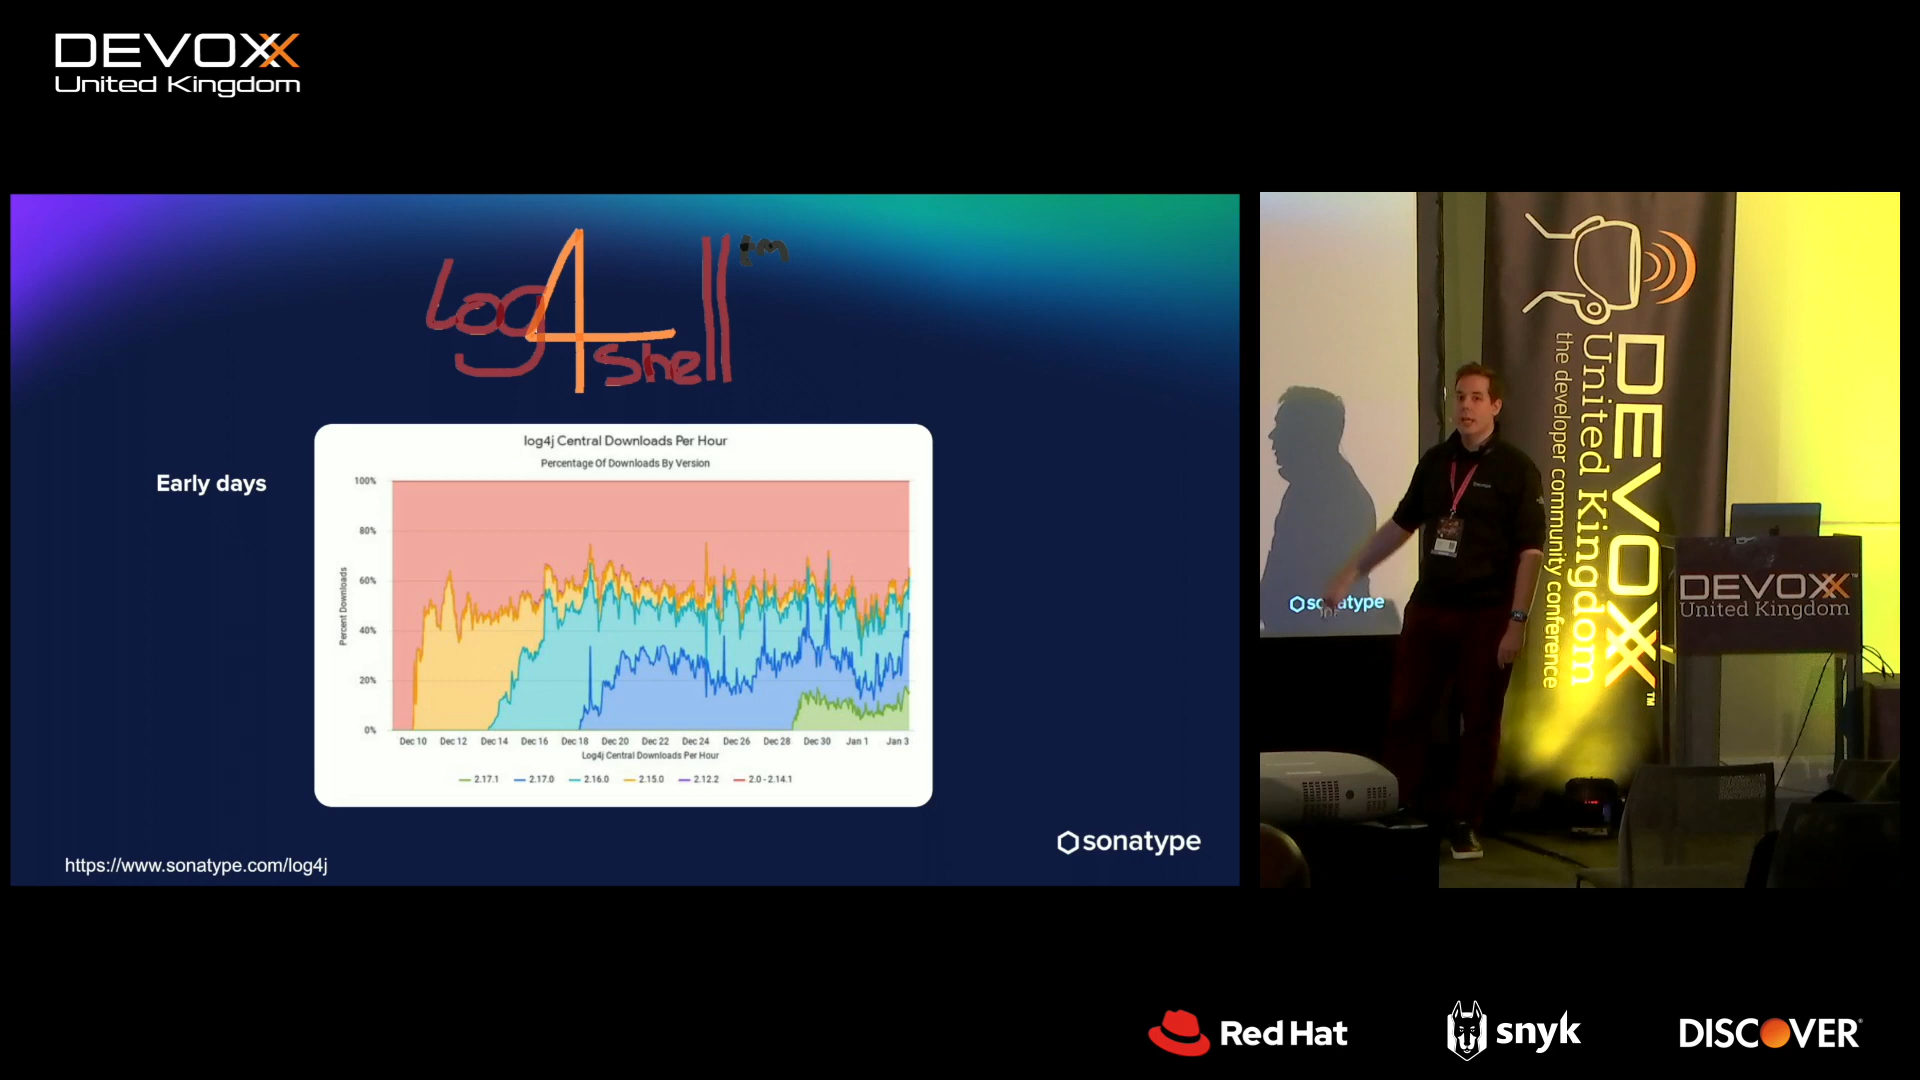 DEVOXX
United Kingdom
log4shell™
Early days
log4j Central Downloads Per Hour
Percentage Of Downloads By Version
Percent Downloads
100%
80%
60%
40%
20%
0%
Dec 10 Dec 12 Dec 14 Dec 16 Dec 18 Dec 20 Dec 22 Dec 24 Dec 26 Dec 28 Dec 30 Jan 1 Jan 3
Log4j Central Downloads Per Hour
2.17.1 2.17.0 2.16.0 2.15.0 2.12.2 2.0 - 2.14.1
sonatype
https://www.sonatype.com/log4j
sonatype
DEVOXX™
United Kingdom
the developer community conference
DEVOXX™
United Kingdom
Red Hat
snyk
DISCOVER